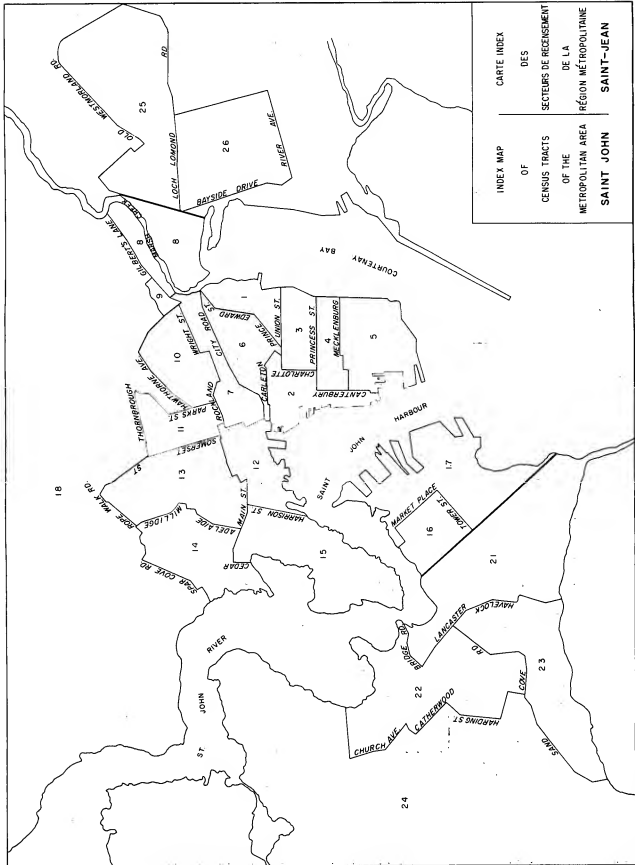 INDEX MAP
OF
CENSUS TRACTS
OF THE
METROPOLITAN AREA
SAINT JOHN
CARTE INDEX
DES
SECTEURS DE RECENSEMENT
DE LA
RÉGION MÉTROPOLITAINE
SAINT-JEAN
OLD WESTMORLAND RD
25
LOCH LOMOND RD
26
BAYSIDE DRIVE
RIVER AVE.
GILBERTS LANE
8
MARSH CREEK
8
9
COURTENAY BAY
WRIGHT ST.
CITY ROAD
1
10
HAWTHORNE AVE
PRINCE EDWARD ST
6
UNION ST.
3
PRINCESS ST.
4
MECKLENBURG
5
ROCKLAND
7
CARLETON
CHARLOTTE
2
CANTERBURY
THORNBOROUGH
PARKS ST.
11
SOMERSET
18
ROPE WALK RD.
ST
13
12
MILLIDGE
ADELAIDE
MAIN ST.
HARRISON ST.
SAINT JOHN HARBOUR
14
SPAR COVE RD
CEDAR
15
17
MARKET PLACE
16
TOWER ST.
21
ST. JOHN RIVER
BRIDGE RD
LANCASTER
HAVELOCK
22
RD
CATHERWOOD
CHURCH AVE.
HARDING ST.
COVE
23
SAND
24